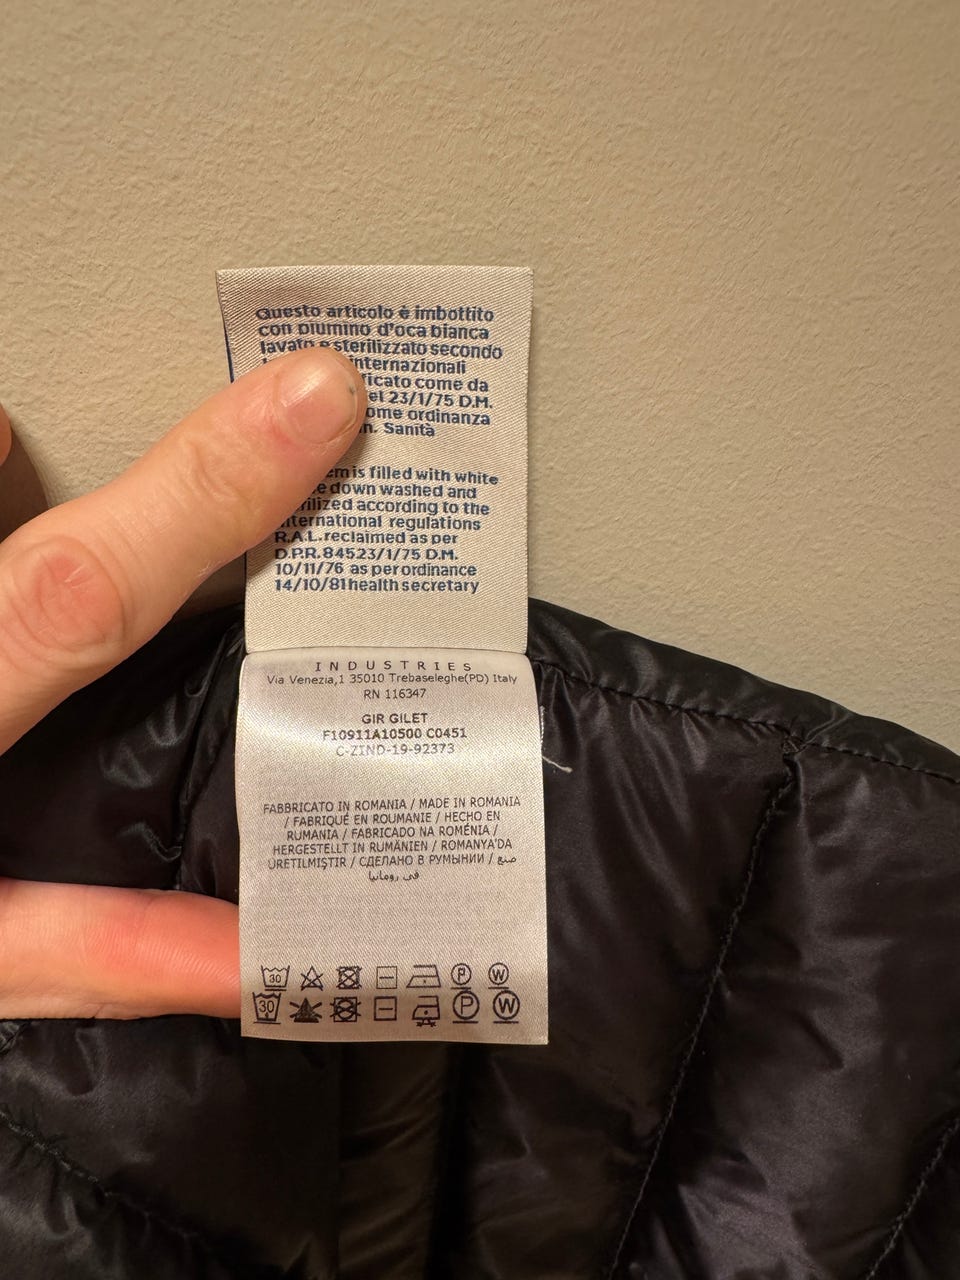 Questo articolo è imbottito
con piumino d'oca bianca
lavato e sterilizzato secondo
internazionali
come da
23/1/75 D.M.
ordinanza
Sanità
is filled with white
down washed and
according to the
international regulations
R.A.L. reclaimed as per
D.P.R. 84523/1/75 D.M.
10/11/76 as per ordinance
14/10/81 health secretary
INDUSTRIES
Via Venezia,1 35010 Trebaseleghe(PD) Italy
RN 116347
GIR GILET
F10911A10500 C0451
C-ZIND-19-92373
FABBRICATO IN ROMANIA / MADE IN ROMANIA
/ FABRIQUÉ EN ROUMANIE / HECHO EN
RUMANIA / FABRICADO NA ROMÉNIA /
HERGESTELLT IN RUMÄNIEN / ROMANYA'DA
ÜRETILMIŞTIR / СДЕЛАНО В РУМЫНИИ / صنع
في رومانيا
30 P W
30 P W